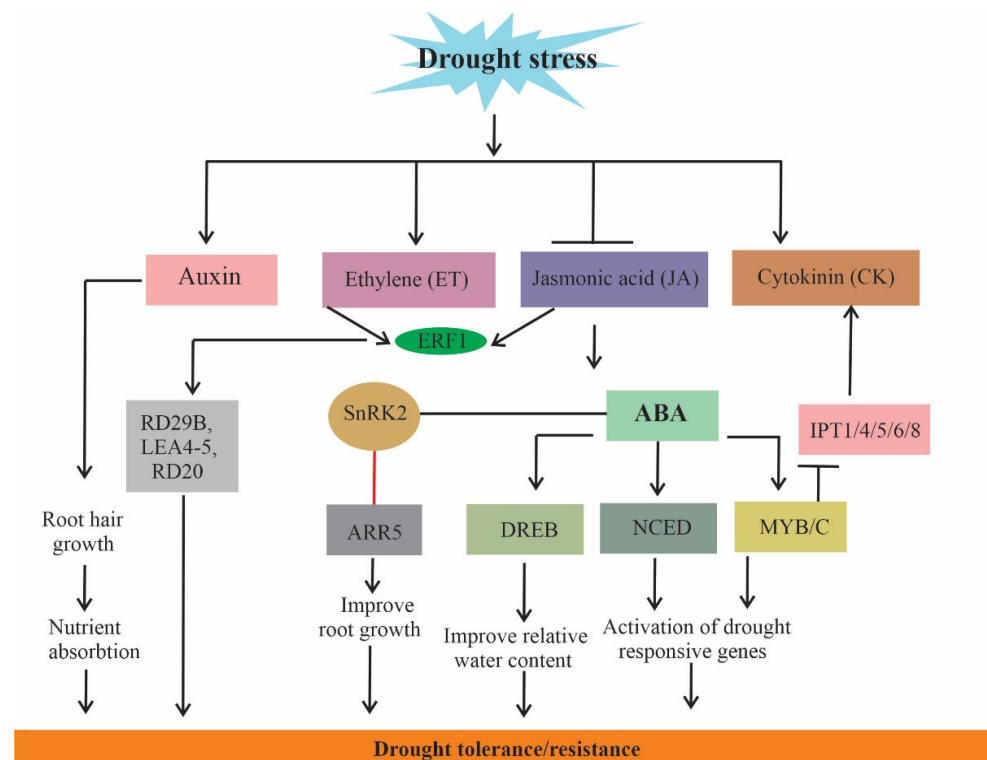 Drought stress
Auxin
Ethylene (ET)
Jasmonic acid (JA)
Cytokinin (CK)
ERF1
RD29B,
LEA4-5,
RD20
SnRK2
ABA
IPT1/4/5/6/8
ARR5
DREB
NCED
MYB/C
Root hair
growth
Nutrient
absorbtion
Improve
root growth
Improve relative
water content
Activation of drought
responsive genes
Drought tolerance/resistance